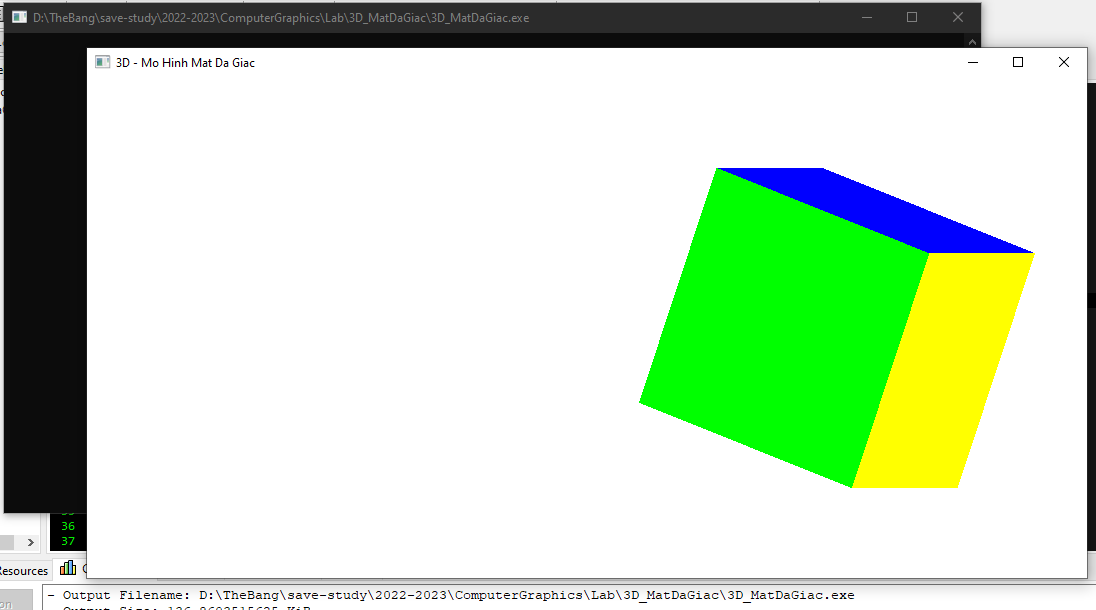 D:\TheBang\save-study\2022-2023\ComputerGraphics\Lab\3D_MatDaGiac\3D_MatDaGiac.exe
3D - Mo Hinh Mat Da Giac
36
37
Resources
- Output Filename: D:\TheBang\save-study\2022-2023\ComputerGraphics\Lab\3D_MatDaGiac\3D_MatDaGiac.exe